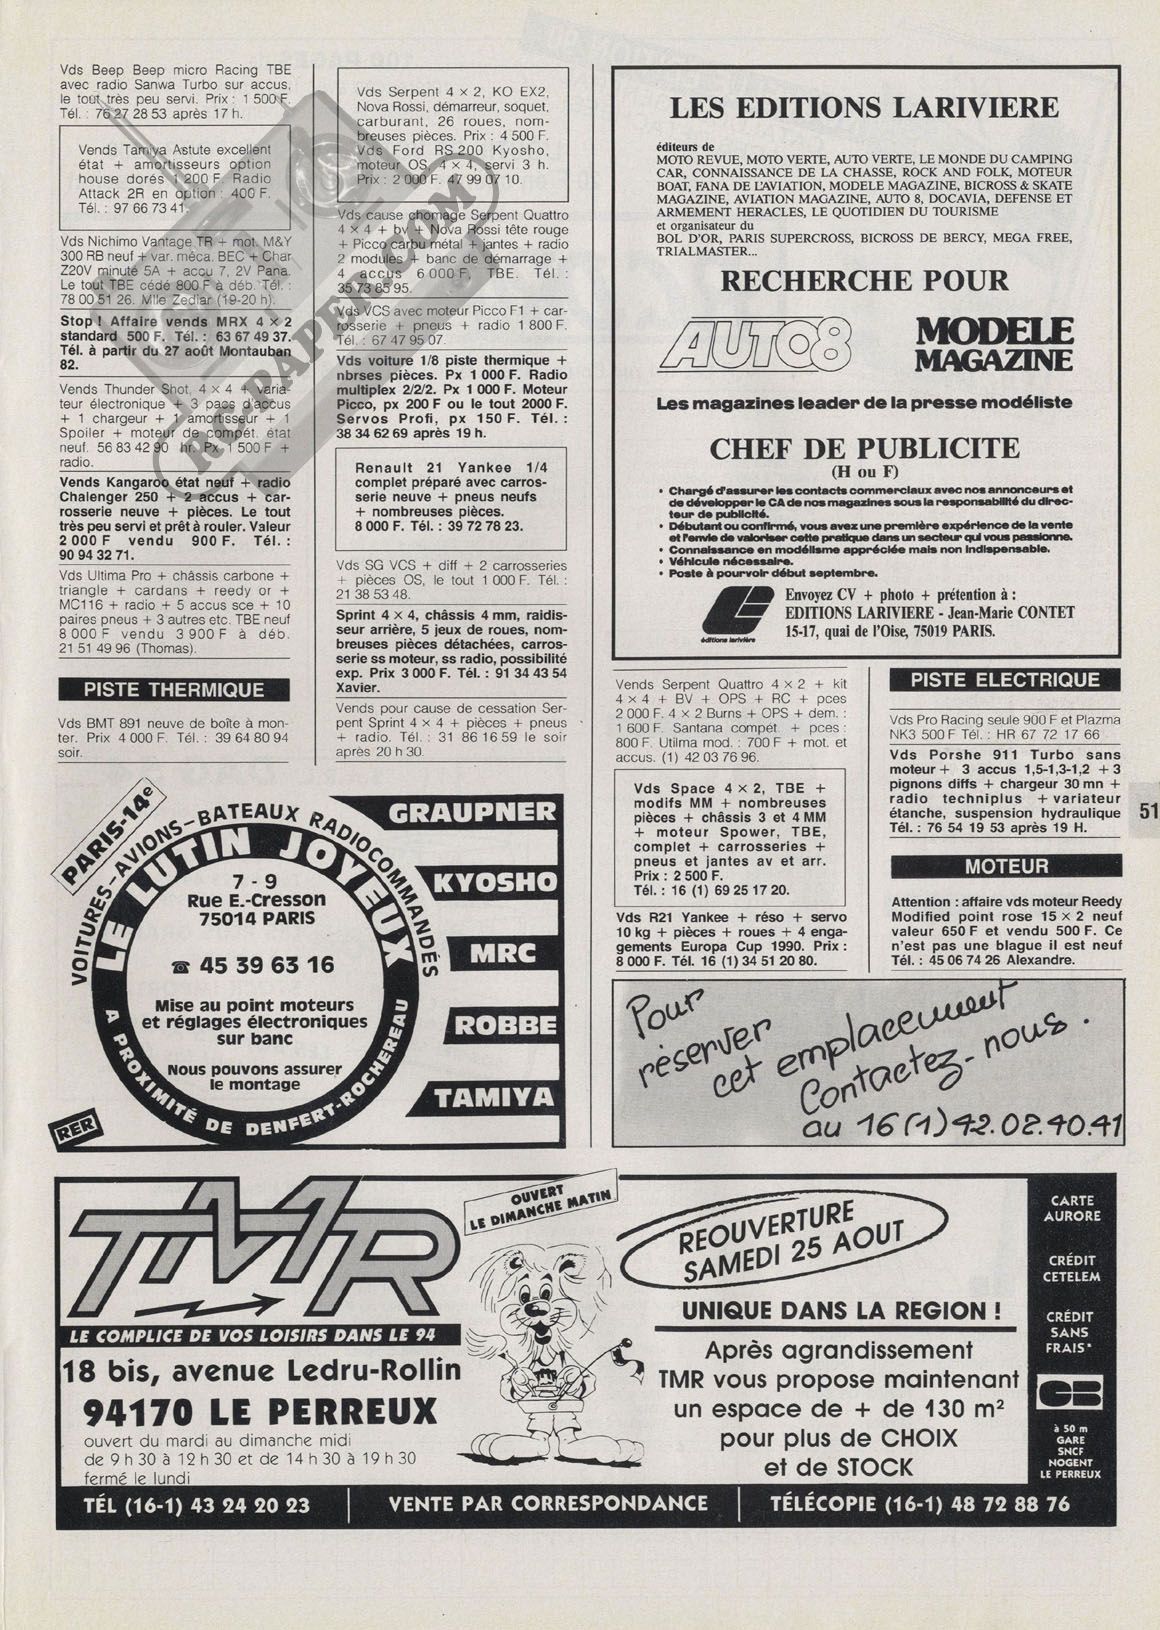 Vds Beep Beep micro Racing TBE
avec radio Sanwa Turbo sur accus,
le tout très peu servi. Prix : 1 500 F.
Tél. : 76 27 28 53 après 17 h.
Vends Tamiya Astute excellent
état + amortisseurs option
house dorés 1 200 F. Radio
Attack 2R en option : 400 F.
Tél. : 97 66 73 41.
Vds Nichimo Vantage TR + mot. M&Y
300 RB neuf + var. méca. BEC + Char
Z20V minuté 5A + accu 7, 2V Pana.
Le tout TBE cédé 800 F à déb. Tél. :
78 00 51 26. Mlle Zediar (19-20 h).
Stop ! Affaire vends MRX 4 × 2
standard 500 F. Tél. : 63 67 49 37.
Tél. à partir du 27 août Montauban
82.
Vends Thunder Shot, 4 × 4 + varia-
teur électronique + 3 pacs d'accus
+ 1 chargeur + 1 amortisseur + 1
Spoiler + moteur de compét. état
neuf. 56 83 42 90 hr. Px 1 500 F +
radio.
Vends Kangaroo état neuf + radio
Chalenger 250 + 2 accus + car-
rosserie neuve + pièces. Le tout
très peu servi et prêt à rouler. Valeur
2 000 F vendu 900 F. Tél. :
90 94 32 71.
Vds Ultima Pro + châssis carbone +
triangle + cardans + reedy or +
MC116 + radio + 5 accus sce + 10
paires pneus + 3 autres etc. TBE neuf
8 000 F vendu 3 900 F à déb.
21 51 49 96 (Thomas).
PISTE THERMIQUE
Vds BMT 891 neuve de boîte à mon-
ter. Prix 4 000 F. Tél. : 39 64 80 94
soir.
Vds Serpent 4 × 2, KO EX2,
Nova Rossi, démarreur, soquet,
carburant, 26 roues, nom-
breuses pièces. Prix : 4 500 F.
Vds Ford RS 200 Kyosho,
moteur OS, 4 × 4, servi 3 h.
Prix : 2 000 F. 47 99 07 10.
Vds cause chomage Serpent Quattro
4 × 4 + bv + Nova Rossi tête rouge
+ Picco carbu métal + jantes + radio
2 modules + banc de démarrage +
4 accus 6 000 F, TBE. Tél. :
35 73 85 95.
Vds VCS avec moteur Picco F1 + car-
rosserie + pneus + radio 1 800 F.
Tél. : 67 47 95 07.
Vds voiture 1/8 piste thermique +
nbrses pièces. Px 1 000 F. Radio
multiplex 2/2/2. Px 1 000 F. Moteur
Picco, px 200 F ou le tout 2000 F.
Servos Profi, px 150 F. Tél. :
38 34 62 69 après 19 h.
Renault 21 Yankee 1/4
complet préparé avec carros-
serie neuve + pneus neufs
+ nombreuses pièces.
8 000 F. Tél. : 39 72 78 23.
Vds SG VCS + diff + 2 carrosseries
+ pièces OS, le tout 1 000 F. Tél. :
21 38 53 48.
Sprint 4 × 4, châssis 4 mm, raidis-
seur arrière, 5 jeux de roues, nom-
breuses pièces détachées, carros-
serie ss moteur, ss radio, possibilité
exp. Prix 3 000 F. Tél. : 91 34 43 54
Xavier.
Vends pour cause de cessation Ser-
pent Sprint 4 × 4 + pièces + pneus
+ radio. Tél. : 31 86 16 59 le soir
après 20 h 30.
LES EDITIONS LARIVIERE
éditeurs de
MOTO REVUE, MOTO VERTE, AUTO VERTE, LE MONDE DU CAMPING
CAR, CONNAISSANCE DE LA CHASSE, ROCK AND FOLK, MOTEUR
BOAT, FANA DE L'AVIATION, MODELE MAGAZINE, BICROSS & SKATE
MAGAZINE, AVIATION MAGAZINE, AUTO 8, DOCAVIA, DEFENSE ET
ARMEMENT HERACLES, LE QUOTIDIEN DU TOURISME
et organisateur du
BOL D'OR, PARIS SUPERCROSS, BICROSS DE BERCY, MEGA FREE,
TRIALMASTER...
RECHERCHE POUR
AUTO8
MODELE
MAGAZINE
Les magazines leader de la presse modéliste
CHEF DE PUBLICITE
(H ou F)
• Chargé d'assurer les contacts commerciaux avec nos annonceurs et
de développer le CA de nos magazines sous la responsabilité du direc-
teur de publicité.
• Débutant ou confirmé, vous avez une première expérience de la vente
et l'envie de valoriser cette pratique dans un secteur qui vous passionne.
• Connaissance en modélisme appréciée mais non indispensable.
• Véhicule nécessaire.
• Poste à pourvoir début septembre.
éditions larivière
Envoyez CV + photo + prétention à :
EDITIONS LARIVIERE - Jean-Marie CONTET
15-17, quai de l'Oise, 75019 PARIS.
Vends Serpent Quattro 4 × 2 + kit
4 × 4 + BV + OPS + RC + pces
2 000 F. 4 × 2 Burns + OPS + dem. :
1 600 F. Santana compét. + pces :
800 F. Utilma mod. : 700 F + mot. et
accus. (1) 42 03 76 96.
Vds Space 4 × 2, TBE +
modifs MM + nombreuses
pièces + châssis 3 et 4 MM
+ moteur Spower, TBE,
complet + carrosseries +
pneus et jantes av et arr.
Prix : 2 500 F.
Tél. : 16 (1) 69 25 17 20.
Vds R21 Yankee + réso + servo
10 kg + pièces + roues + 4 enga-
gements Europa Cup 1990. Prix :
8 000 F. Tél. 16 (1) 34 51 20 80.
PISTE ELECTRIQUE
Vds Pro Racing seule 900 F et Plazma
NK3 500 F Tél. : HR 67 72 17 66
Vds Porshe 911 Turbo sans
moteur + 3 accus 1,5-1,3-1,2 + 3
pignons diffs + chargeur 30 mn +
radio techniplus + variateur
étanche, suspension hydraulique
Tél. : 76 54 19 53 après 19 H.
MOTEUR
Attention : affaire vds moteur Reedy
Modified point rose 15 × 2 neuf
valeur 650 F et vendu 500 F. Ce
n'est pas une blague il est neuf
Tél. : 45 06 74 26 Alexandre.
51
PARIS-14e
VOITURES-AVIONS-BATEAUX RADIOCOMMANDÉS
LE LUTIN JOYEUX
7 - 9
Rue E.-Cresson
75014 PARIS
☎ 45 39 63 16
Mise au point moteurs
et réglages électroniques
sur banc
Nous pouvons assurer
le montage
A PROXIMITÉ DE DENFERT-ROCHEREAU
RER
GRAUPNER
KYOSHO
MRC
ROBBE
TAMIYA
Pour
réserver
cet emplacement
Contactez-nous.
au 16 (1) 42.02.40.41
TMR
LE COMPLICE DE VOS LOISIRS DANS LE 94
18 bis, avenue Ledru-Rollin
94170 LE PERREUX
ouvert du mardi au dimanche midi
de 9 h 30 à 12 h 30 et de 14 h 30 à 19 h 30
fermé le lundi
OUVERT
LE DIMANCHE MATIN
REOUVERTURE
SAMEDI 25 AOUT
UNIQUE DANS LA REGION !
Après agrandissement
TMR vous propose maintenant
un espace de + de 130 m²
pour plus de CHOIX
et de STOCK
CARTE
AURORE
CRÉDIT
CETELEM
CRÉDIT
SANS
FRAIS*
CB
à 50 m
GARE
SNCF
NOGENT
LE PERREUX
TÉL (16-1) 43 24 20 23
VENTE PAR CORRESPONDANCE
TÉLÉCOPIE (16-1) 48 72 88 76
RC-PAPER.COM